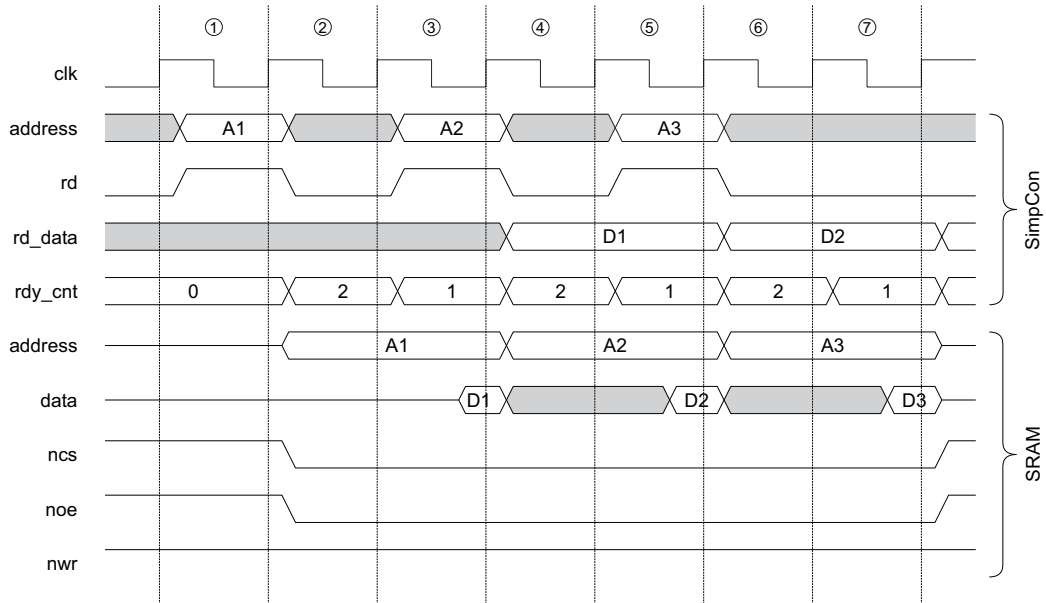 ① ② ③ ④ ⑤ ⑥ ⑦
clk
address A1 A2 A3
rd
rd_data D1 D2
rdy_cnt 0 2 1 2 1 2 1
SimpCon
address A1 A2 A3
data D1 D2 D3
ncs
noe
nwr
SRAM